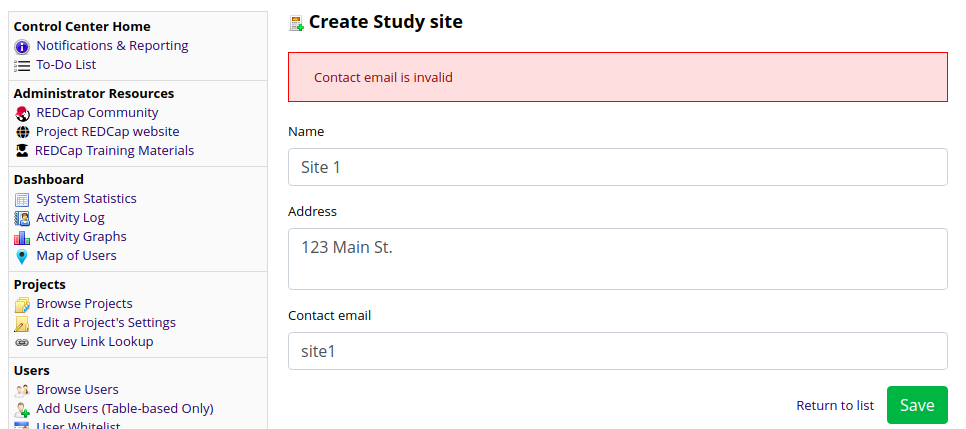 Control Center Home
Notifications & Reporting
To-Do List
Administrator Resources
REDCap Community
Project REDCap website
REDCap Training Materials
Dashboard
System Statistics
Activity Log
Activity Graphs
Map of Users
Projects
Browse Projects
Edit a Project's Settings
Survey Link Lookup
Users
Browse Users
Add Users (Table-based Only)
User Whitelist
Create Study site
Contact email is invalid
Name
Site 1
Address
123 Main St.
Contact email
site1
Return to list
Save